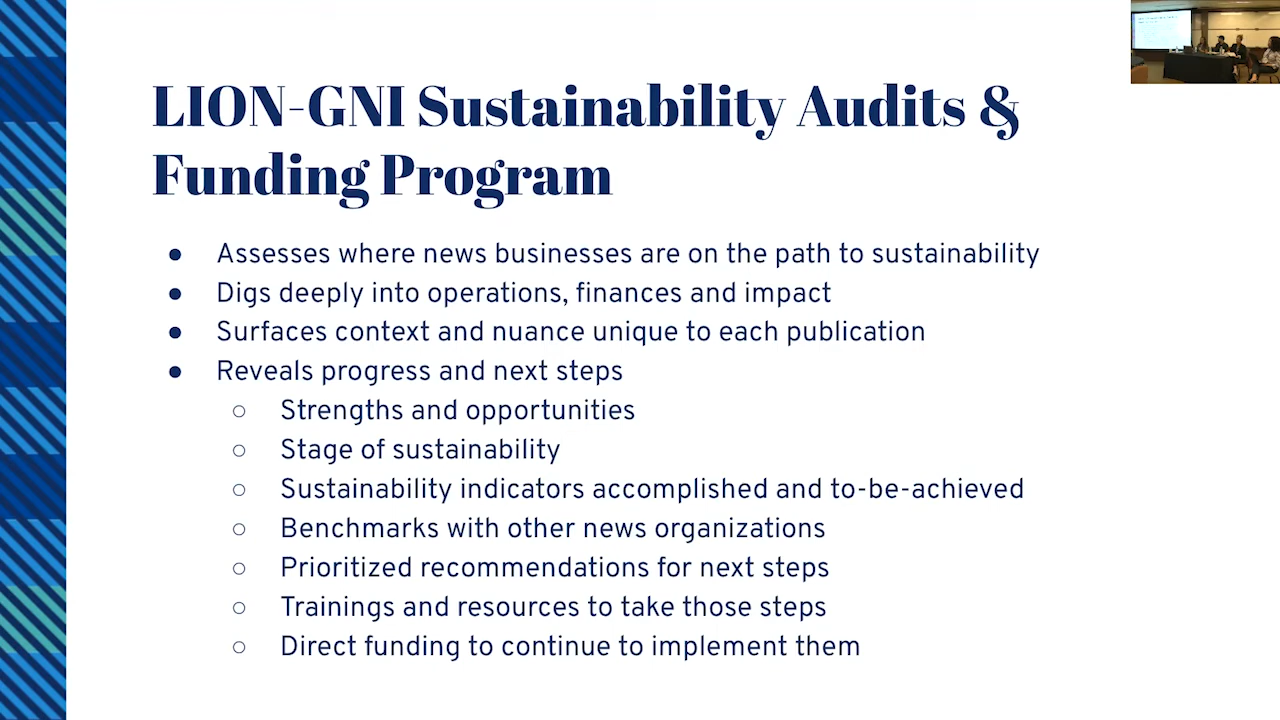 LION-GNI Sustainability Audits &
Funding Program
● Assesses where news businesses are on the path to sustainability
● Digs deeply into operations, finances and impact
● Surfaces context and nuance unique to each publication
● Reveals progress and next steps
○ Strengths and opportunities
○ Stage of sustainability
○ Sustainability indicators accomplished and to-be-achieved
○ Benchmarks with other news organizations
○ Prioritized recommendations for next steps
○ Trainings and resources to take those steps
○ Direct funding to continue to implement them